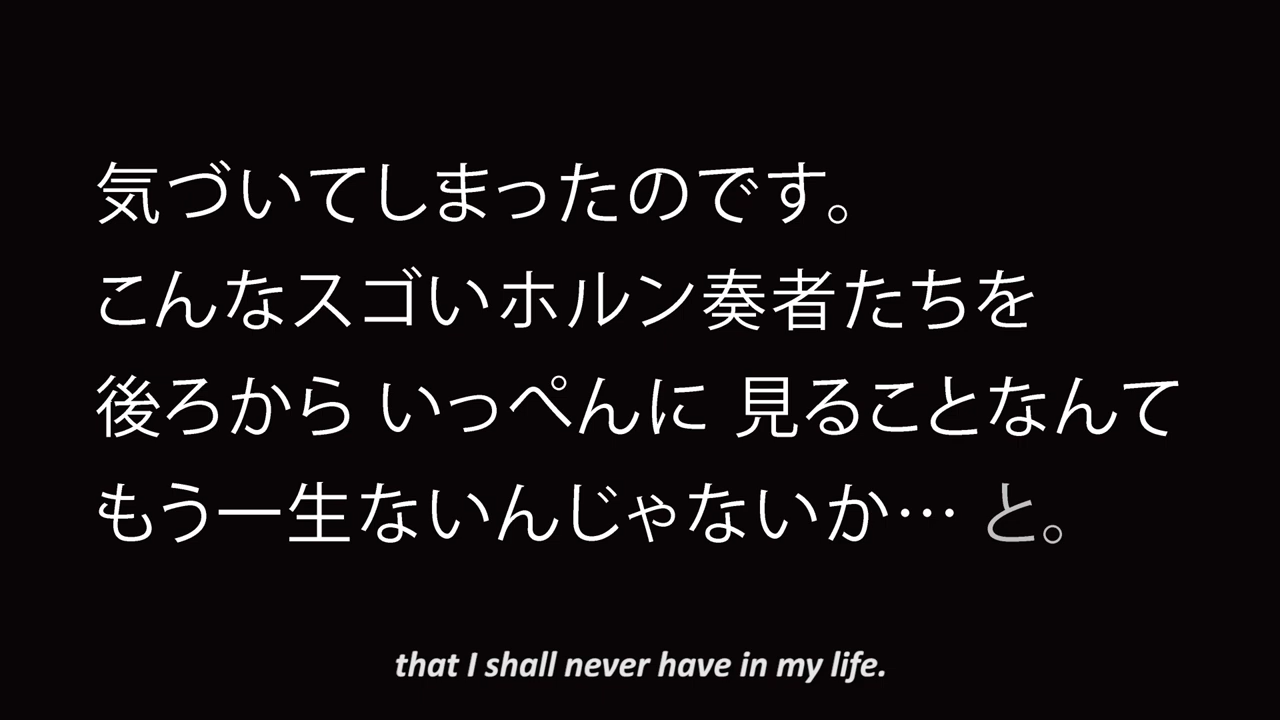 気づいてしまったのです。
こんなスゴいホルン奏者たちを
後ろから いっぺんに 見ることなんて
もう一生ないんじゃないか… と。
that I shall never have in my life.